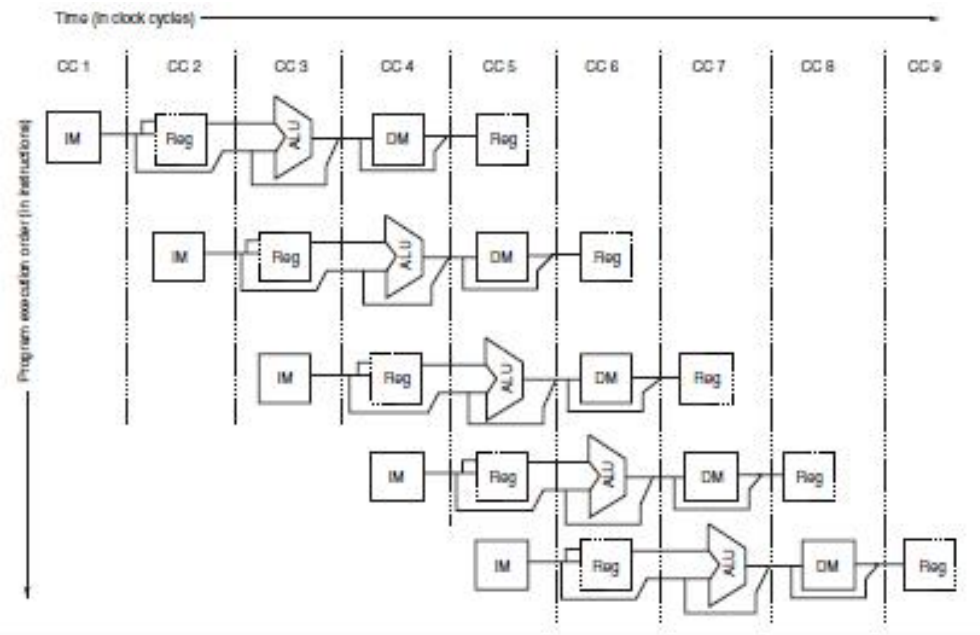 Time (in clock cycles)
CC 1 CC 2 CC 3 CC 4 CC 5 CC 6 CC 7 CC 8 CC 9
Program execution order (in instructions)
IM Reg ALU DM Reg
IM Reg ALU DM Reg
IM Reg ALU DM Reg
IM Reg ALU DM Reg
IM Reg ALU DM Reg